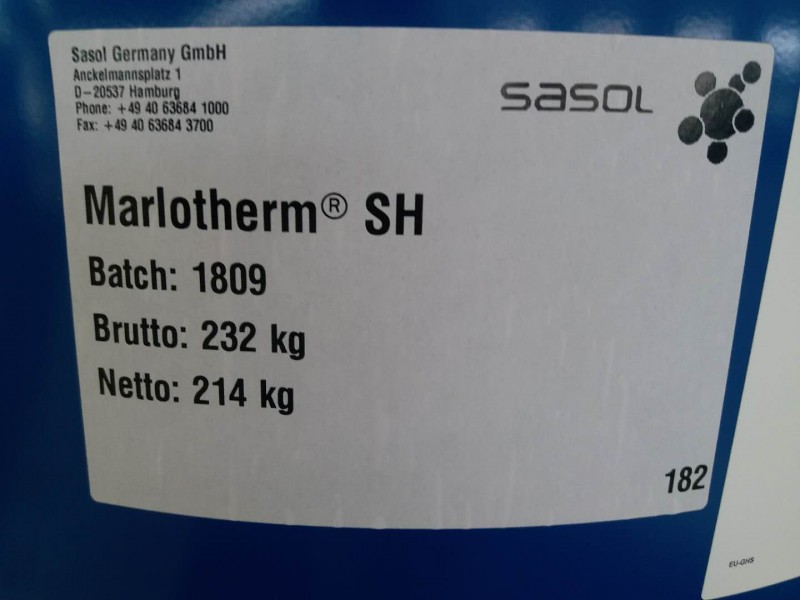 Sasol Germany GmbH
Anckelmannsplatz 1
D-20537 Hamburg
Phone: +49 40 63684 1000
Fax: +49 40 63684 3700
sasol
Marlotherm® SH
Batch: 1809
Brutto: 232 kg
Netto: 214 kg
182
EU-GHS